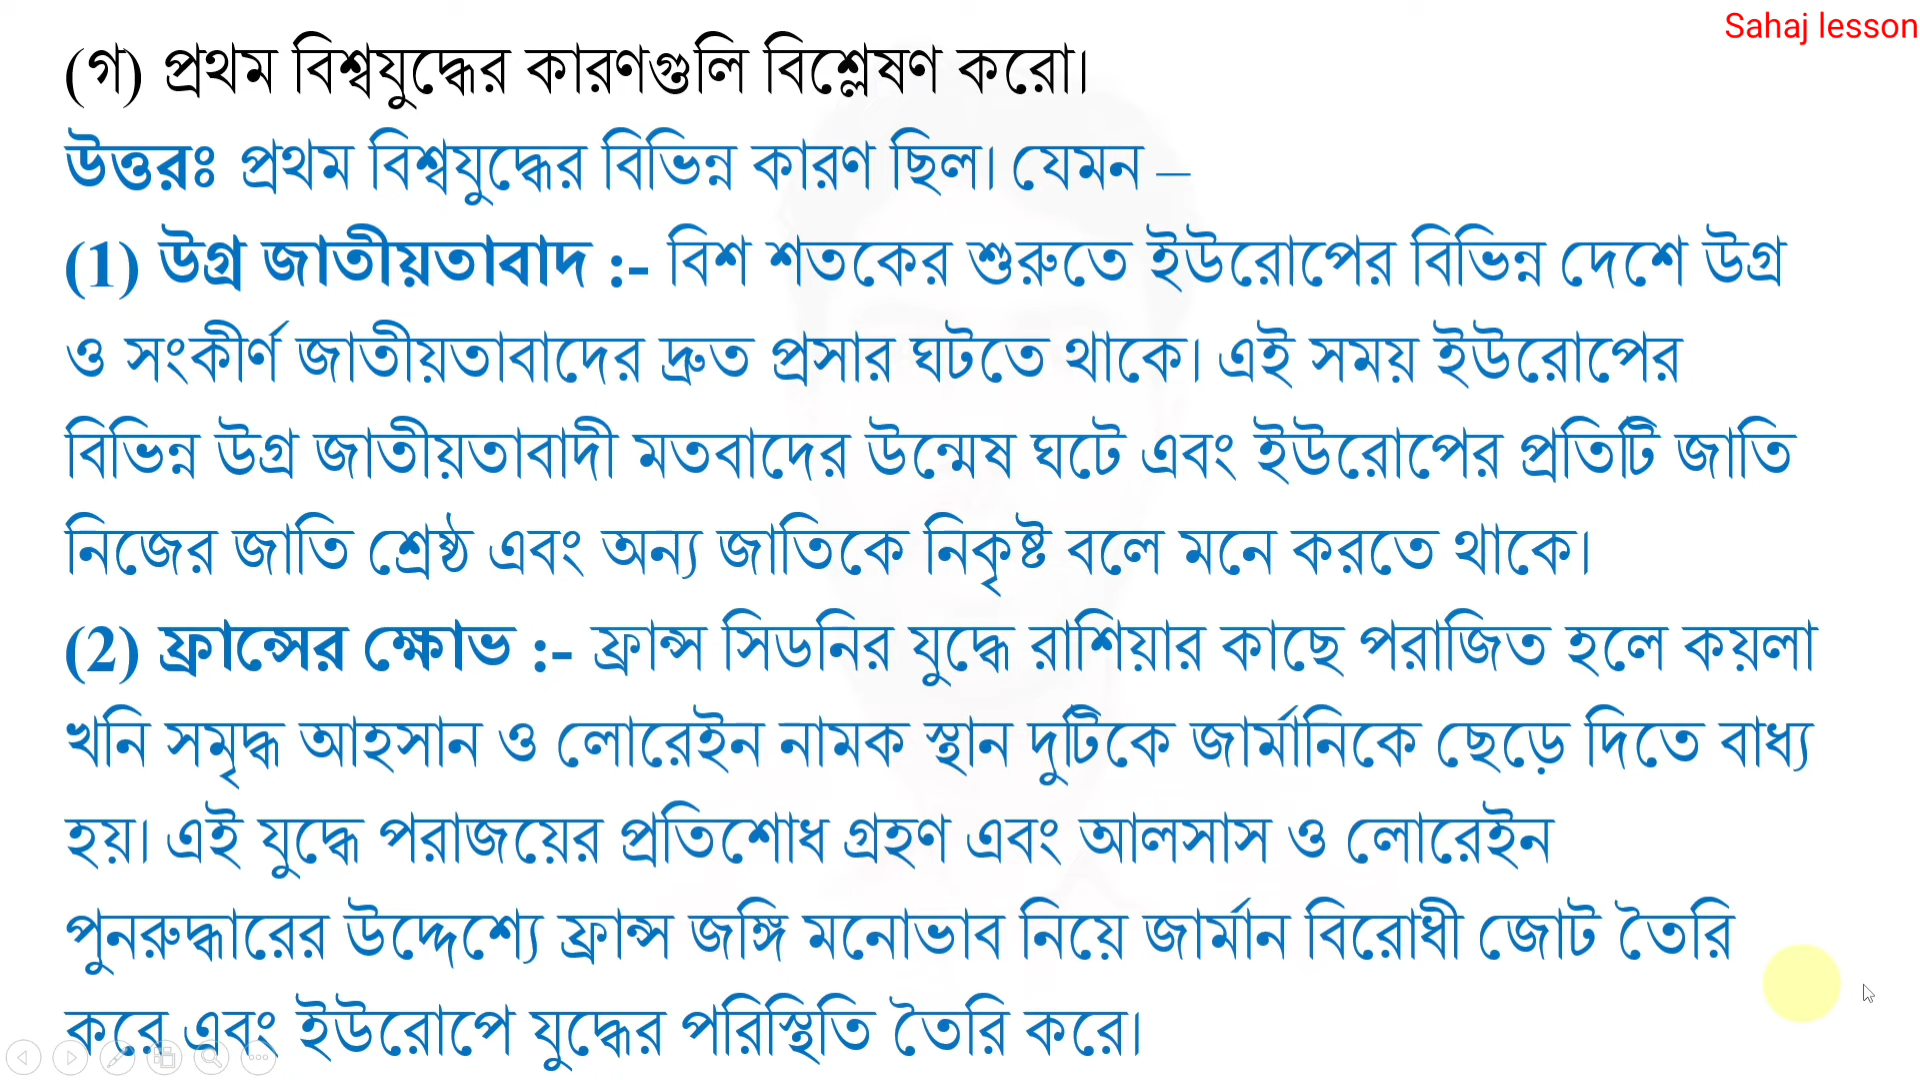 Sahaj lesson
(গ) প্রথম বিশ্বযুদ্ধের কারণগুলি বিশ্লেষণ করো।
উত্তরঃ প্রথম বিশ্বযুদ্ধের বিভিন্ন কারণ ছিল। যেমন –
(1) উগ্র জাতীয়তাবাদ :- বিশ শতকের শুরুতে ইউরোপের বিভিন্ন দেশে উগ্র
ও সংকীর্ণ জাতীয়তাবাদের দ্রুত প্রসার ঘটতে থাকে। এই সময় ইউরোপের
বিভিন্ন উগ্র জাতীয়তাবাদী মতবাদের উন্মেষ ঘটে এবং ইউরোপের প্রতিটি জাতি
নিজের জাতি শ্রেষ্ঠ এবং অন্য জাতিকে নিকৃষ্ট বলে মনে করতে থাকে।
(2) ফ্রান্সের ক্ষোভ :- ফ্রান্স সিডনির যুদ্ধে রাশিয়ার কাছে পরাজিত হলে কয়লা
খনি সমৃদ্ধ আহসান ও লোরেইন নামক স্থান দুটিকে জার্মানিকে ছেড়ে দিতে বাধ্য
হয়। এই যুদ্ধে পরাজয়ের প্রতিশোধ গ্রহণ এবং আলসাস ও লোরেইন
পুনরুদ্ধারের উদ্দেশ্যে ফ্রান্স জঙ্গি মনোভাব নিয়ে জার্মান বিরোধী জোট তৈরি
করে এবং ইউরোপে যুদ্ধের পরিস্থিতি তৈরি করে।